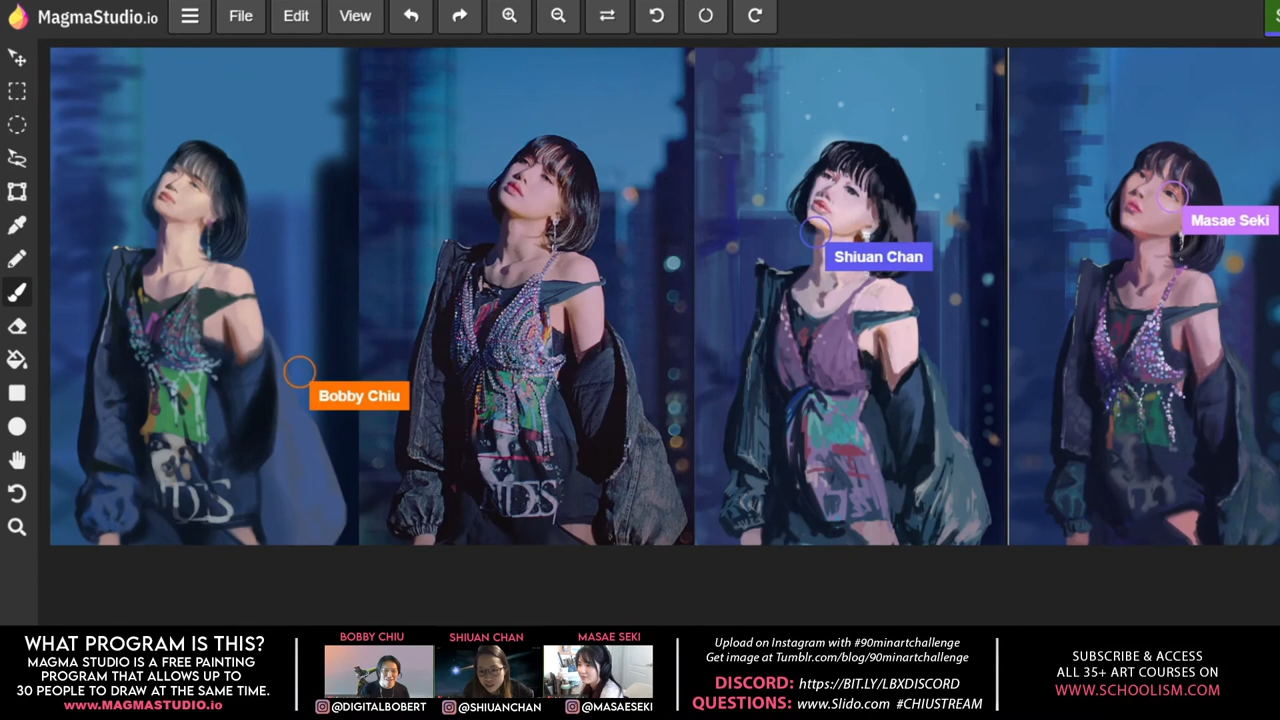 MagmaStudio.io
File
Edit
View
S
Bobby Chiu
Shiuan Chan
Masae Seki
WHAT PROGRAM IS THIS?
MAGMA STUDIO IS A FREE PAINTING
PROGRAM THAT ALLOWS UP TO
30 PEOPLE TO DRAW AT THE SAME TIME.
www.MAGMASTUDIO.io
BOBBY CHIU
SHIUAN CHAN
MASAE SEKI
@DIGITALBOBERT
@SHIUANCHAN
@MASAESEKI
Upload on Instagram with #90minartchallenge
Get image at Tumblr.com/blog/90minartchallenge
DISCORD: https://BIT.LY/LBXDISCORD
QUESTIONS: www.Slido.com #CHIUSTREAM
SUBSCRIBE & ACCESS
ALL 35+ ART COURSES ON
WWW.SCHOOLISM.COM